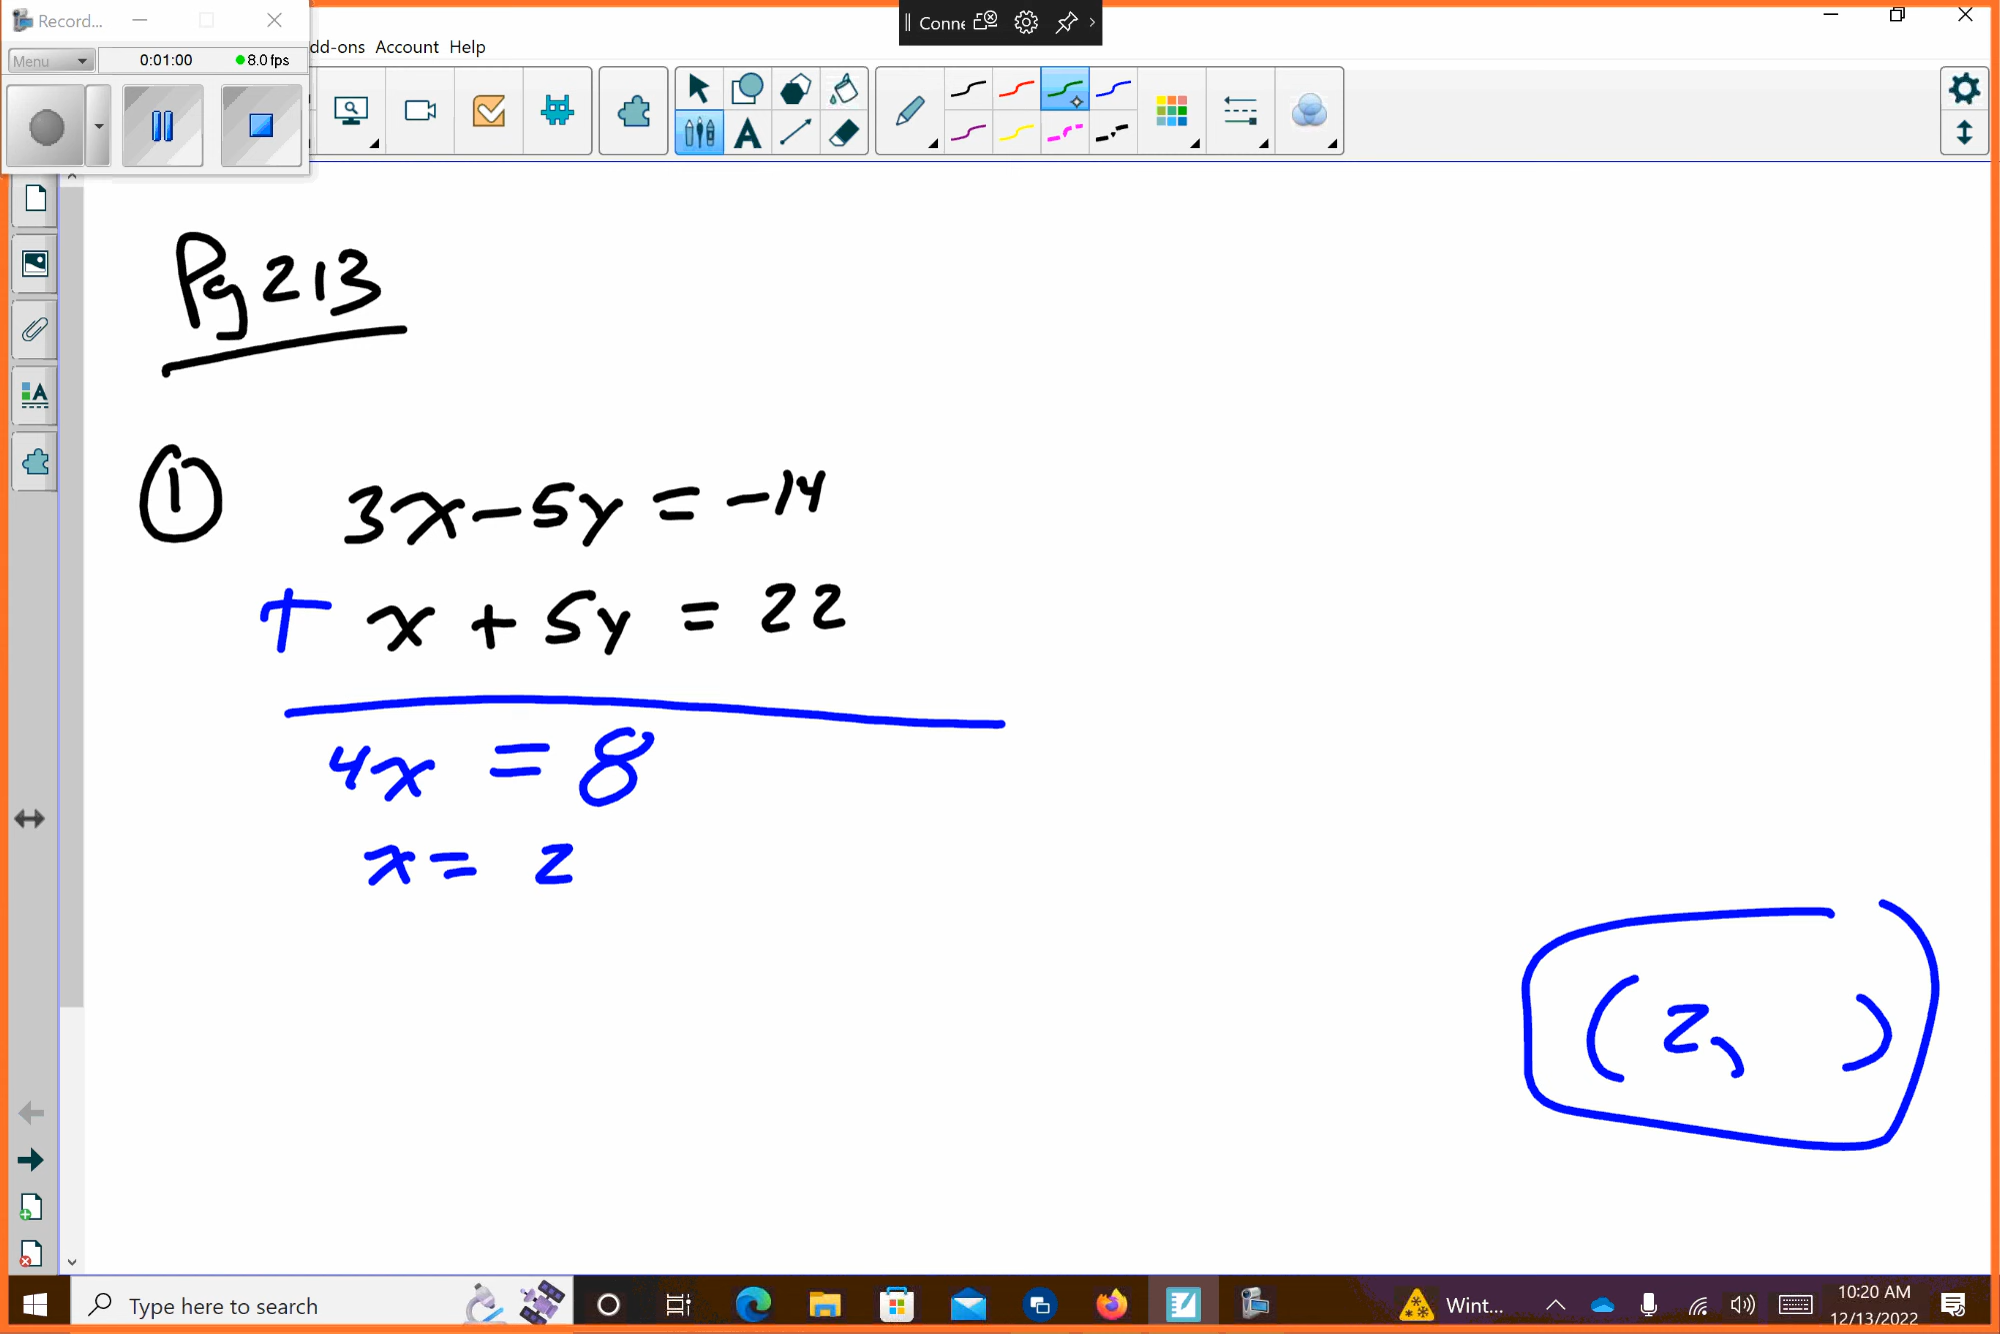 Record...
Menu 0:01:00 8.0 fps
Conne
dd-ons Account Help
Pg 213
① 3x - 5y = -14
+ x + 5y = 22
4x = 8
x = 2
(2, )
Type here to search
Wint...
10:20 AM
12/13/2022